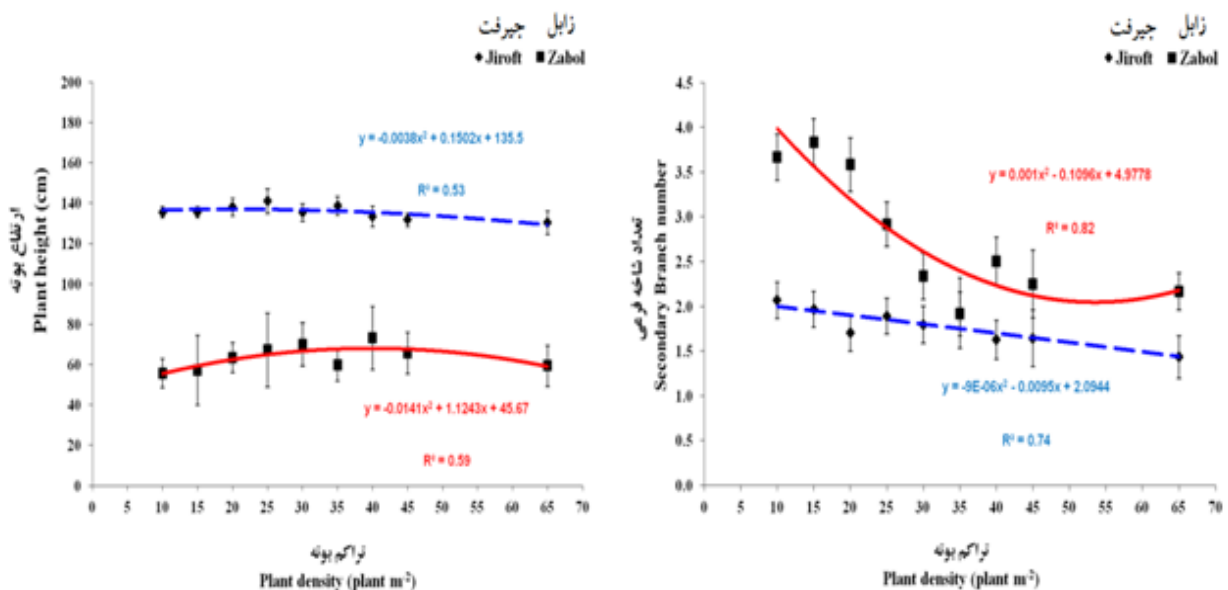 جیرفت زابل
◆Jiroft ■Zabol
200
180
160
140
120
100
80
60
40
20
0
ارتفاع بوته
Plant height (cm)
y = -0.0038x² + 0.1502x + 135.5
R² = 0.53
y = -0.0141x² + 1.1243x + 45.67
R² = 0.59
0 5 10 15 20 25 30 35 40 45 50 55 60 65 70
تراکم بوته
Plant density (plant m⁻²)
جیرفت زابل
◆Jiroft ■Zabol
4.5
4.0
3.5
3.0
2.5
2.0
1.5
1.0
0.5
0.0
تعداد شاخه فرعی
Secondary Branch number
y = 0.001x² - 0.1096x + 4.9778
R² = 0.82
y = -9E-06x² - 0.0095x + 2.0944
R² = 0.74
0 5 10 15 20 25 30 35 40 45 50 55 60 65 70
تراکم بوته
Plant density (plant m⁻²)